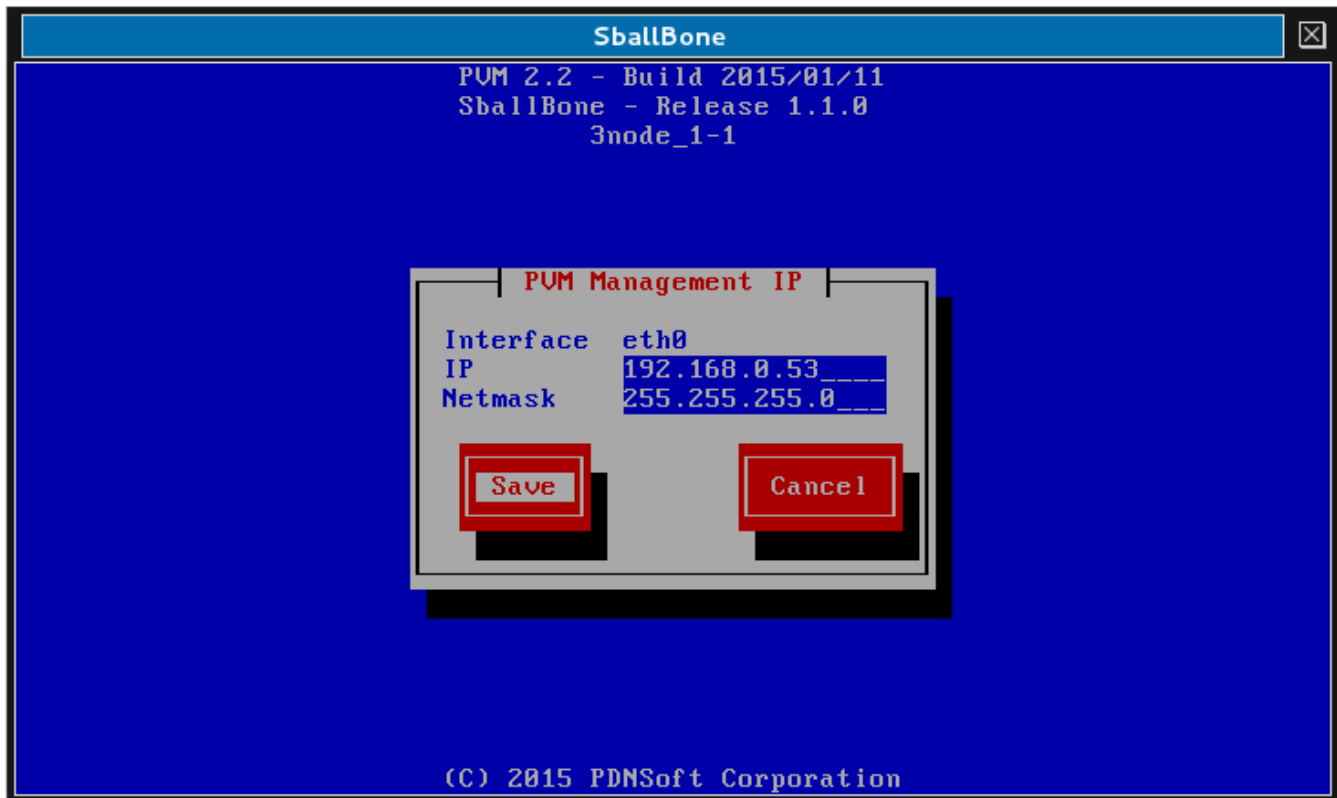 SballBone
PVM 2.2 - Build 2015/01/11
SballBone - Release 1.1.0
3node_1-1
PVM Management IP
Interface eth0
IP 192.168.0.53____
Netmask 255.255.255.0___
Save Cancel
(C) 2015 PDNSoft Corporation